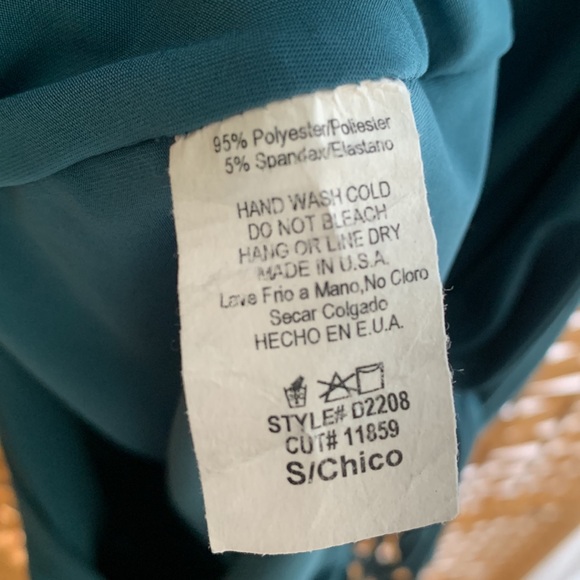 95% Polyester/Poliester
5% Spandex/Elastano
HAND WASH COLD
DO NOT BLEACH
HANG OR LINE DRY
MADE IN U.S.A.
Lave Frio a Mano,No Cloro
Secar Colgado
HECHO EN E.U.A.
STYLE# D2208
CUT# 11859
S/Chico